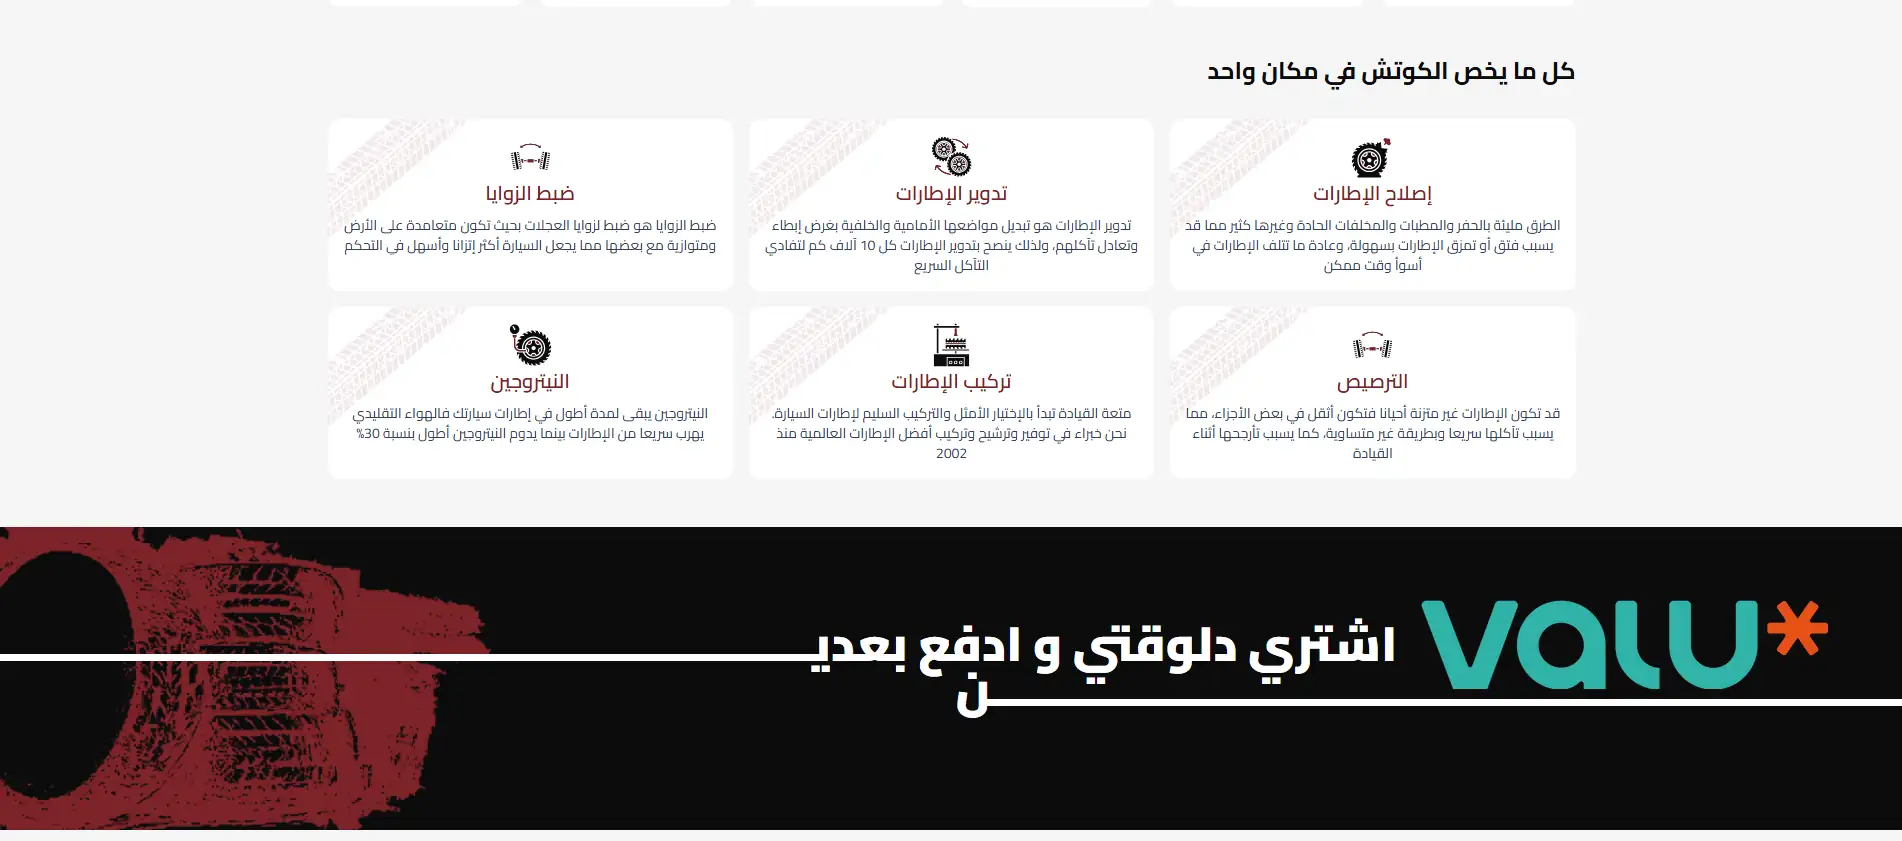 كل ما يخص الكوتش في مكان واحد
إصلاح الإطارات
الطرق مليئة بالحفر والمطبات والمخلفات الحادة وغيرها كثير مما قد
يسبب فتق أو تمزق الإطارات بسهولة، وعادة ما تتلف الإطارات في
أسوأ وقت ممكن
تدوير الإطارات
تدوير الإطارات هو تبديل مواضعها الأمامية والخلفية بغرض إبطاء
وتعادل تآكلهم، ولذلك ينصح بتدوير الإطارات كل 10 آلاف كم لتفادي
التآكل السريع
ضبط الزوايا
ضبط الزوايا هو ضبط لزوايا العجلات بحيث تكون متعامدة على الأرض
ومتوازية مع بعضها مما يجعل السيارة أكثر إتزانا وأسهل في التحكم
الترصيص
قد تكون الإطارات غير متزنة أحيانا فتكون أثقل في بعض الأجزاء، مما
يسبب تآكلها سريعا وبطريقة غير متساوية، كما يسبب تأرجحها أثناء
القيادة
تركيب الإطارات
متعة القيادة تبدأ بالإختيار الأمثل والتركيب السليم لإطارات السيارة.
نحن خبراء في توفير وترشيح وتركيب أفضل الإطارات العالمية منذ
2002
النيتروجين
النيتروجين يبقى لمدة أطول في إطارات سيارتك فالهواء التقليدي
يهرب سريعا من الإطارات بينما يدوم النيتروجين أطول بنسبة 30%
valu*
اشتري دلوقتي و ادفع بعديـ
ـن